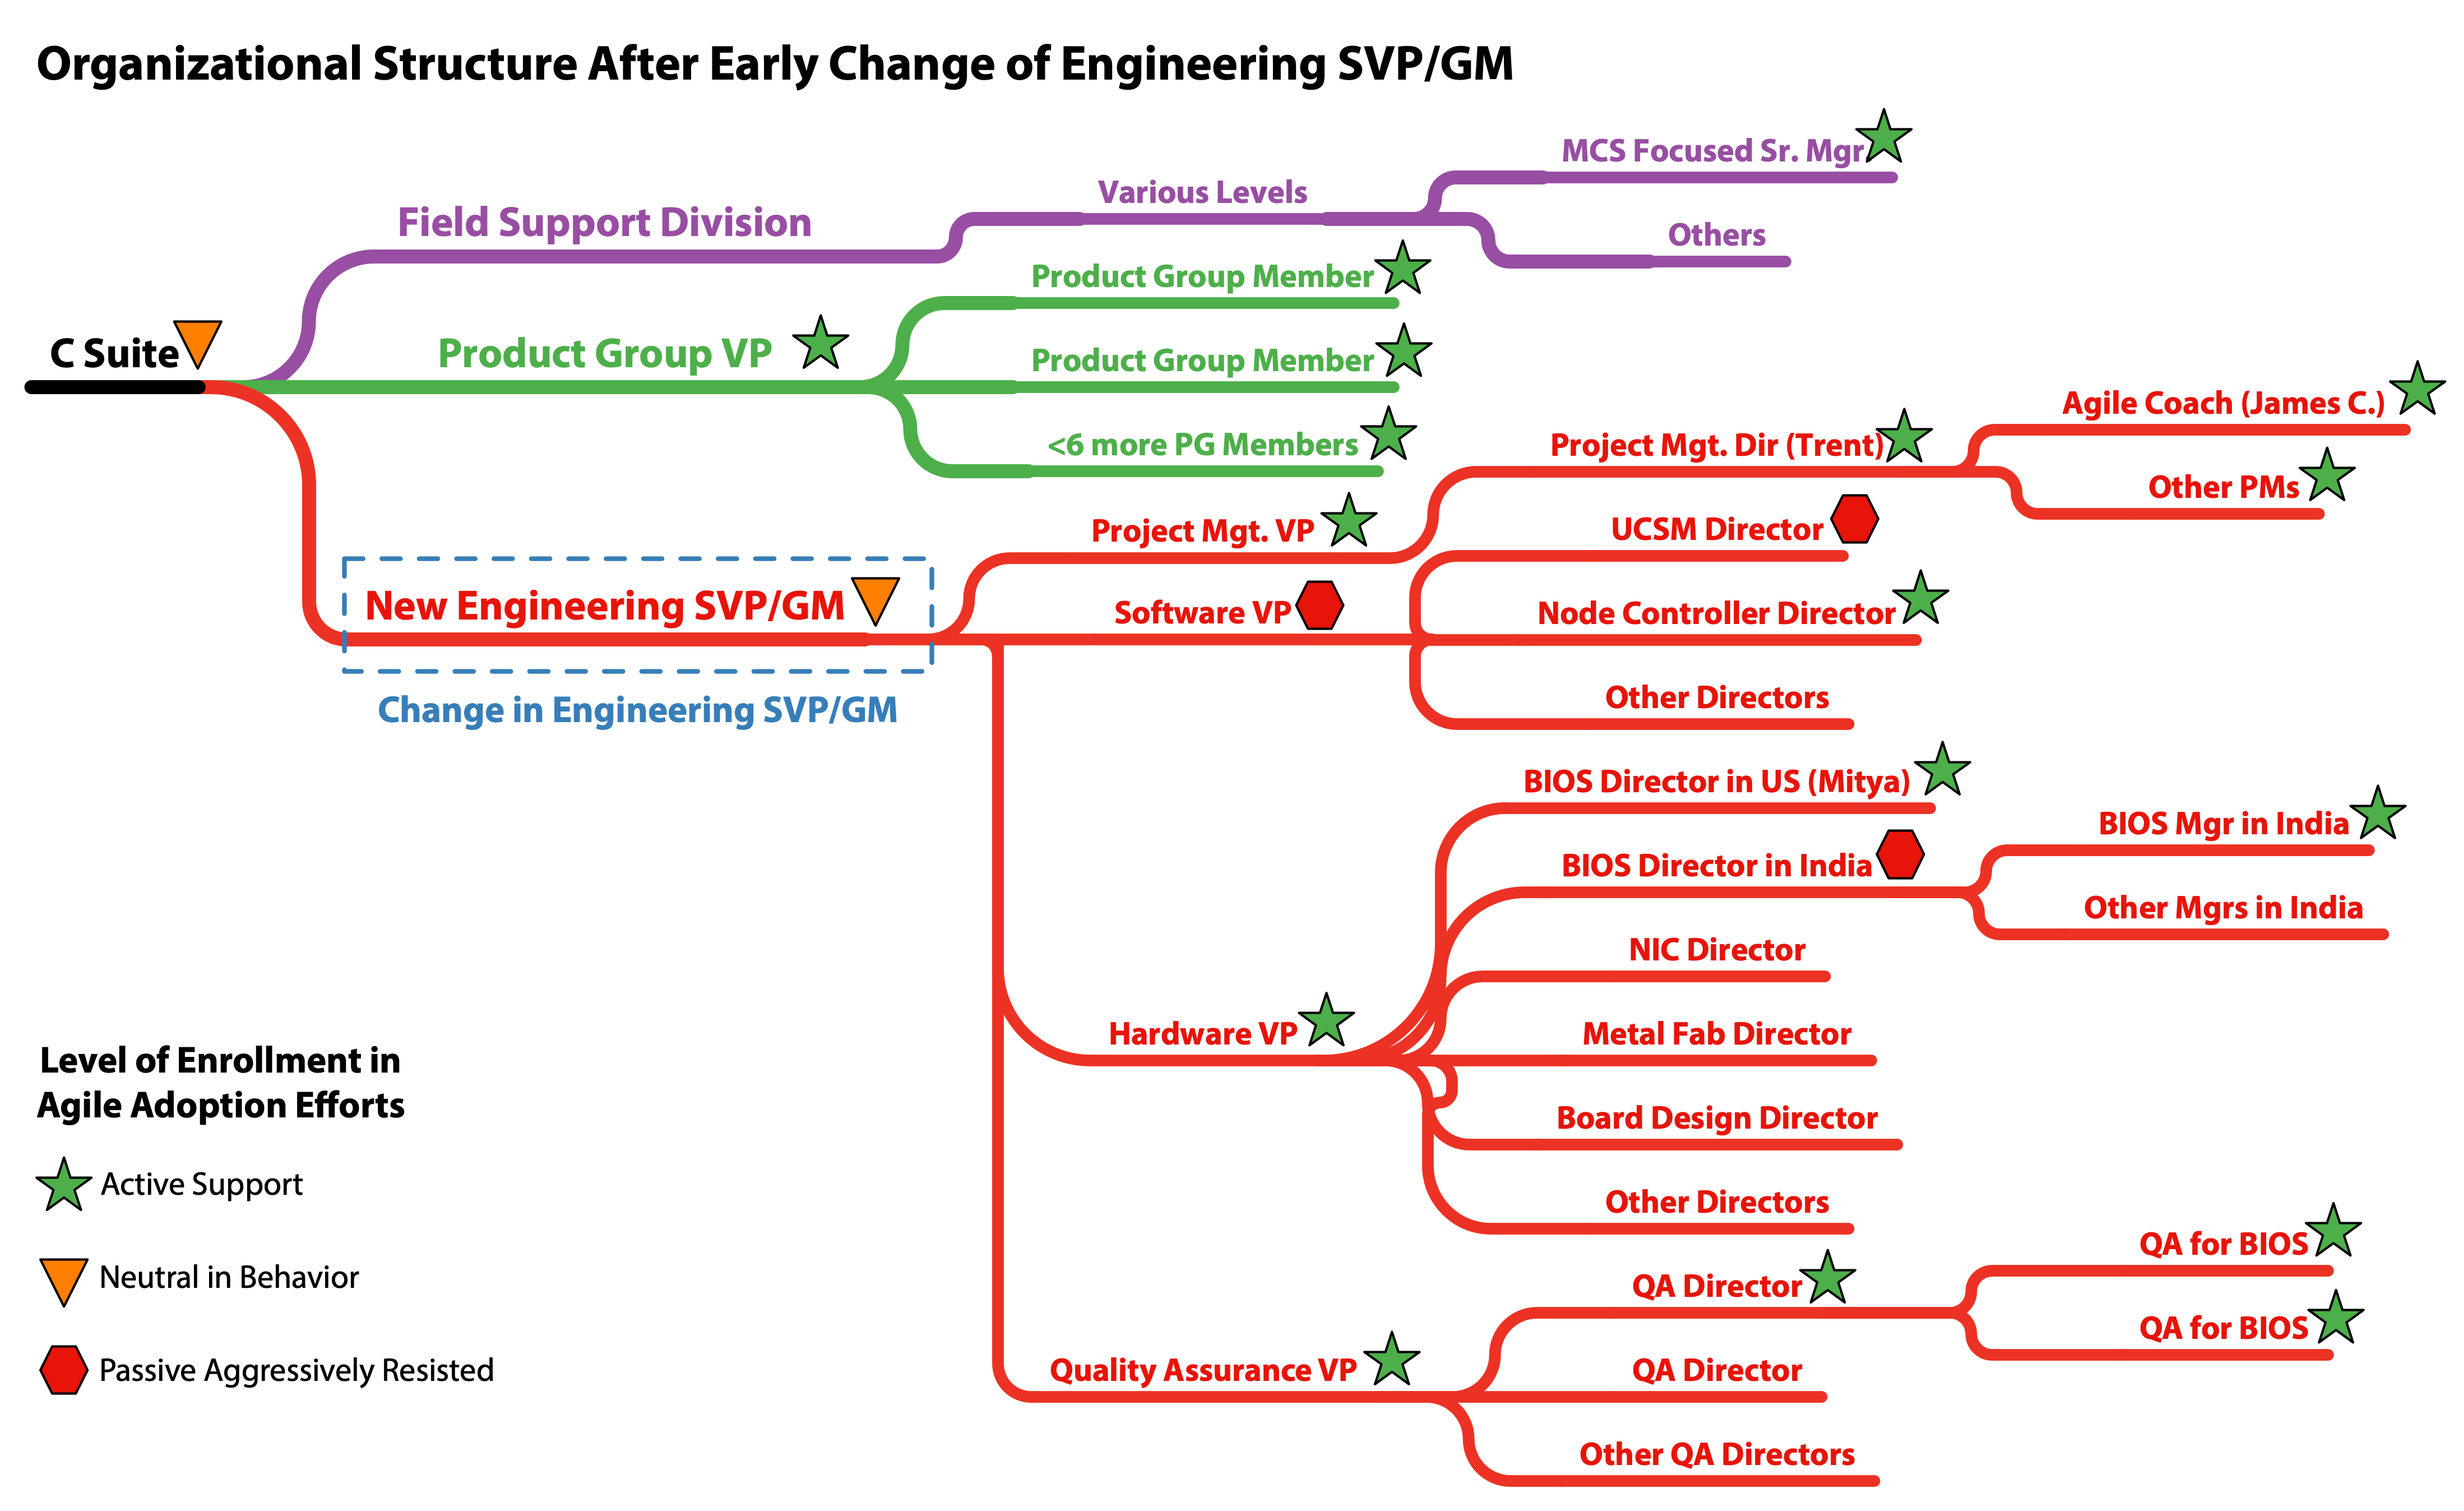 Organizational Structure After Early Change of Engineering SVP/GM
MCS Focused Sr. Mgr
Various Levels
Field Support Division
Others
Product Group Member
C Suite
Product Group VP
Product Group Member
<6 more PG Members
Agile Coach (James C.)
Project Mgt. Dir (Trent)
Other PMs
Project Mgt. VP
UCSM Director
New Engineering SVP/GM
Software VP
Node Controller Director
Change in Engineering SVP/GM
Other Directors
BIOS Director in US (Mitya)
BIOS Mgr in India
BIOS Director in India
Other Mgrs in India
NIC Director
Hardware VP
Metal Fab Director
Board Design Director
Other Directors
QA for BIOS
QA Director
QA for BIOS
Quality Assurance VP
QA Director
Other QA Directors
Level of Enrollment in
Agile Adoption Efforts
Active Support
Neutral in Behavior
Passive Aggressively Resisted